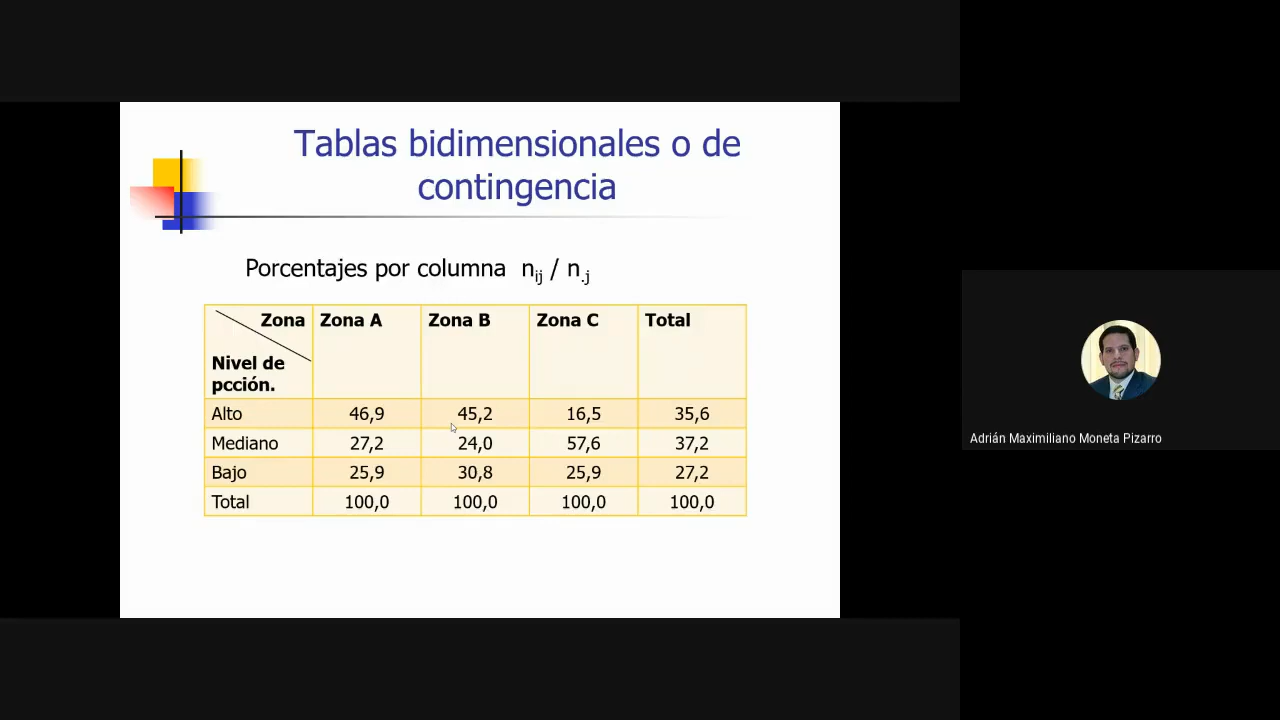 Tablas bidimensionales o de
contingencia
Porcentajes por columna nij / n.j
Zona Zona A Zona B Zona C Total
Nivel de
pcción.
Alto 46,9 45,2 16,5 35,6
Mediano 27,2 24,0 57,6 37,2
Bajo 25,9 30,8 25,9 27,2
Total 100,0 100,0 100,0 100,0
Adrián Maximiliano Moneta Pizarro